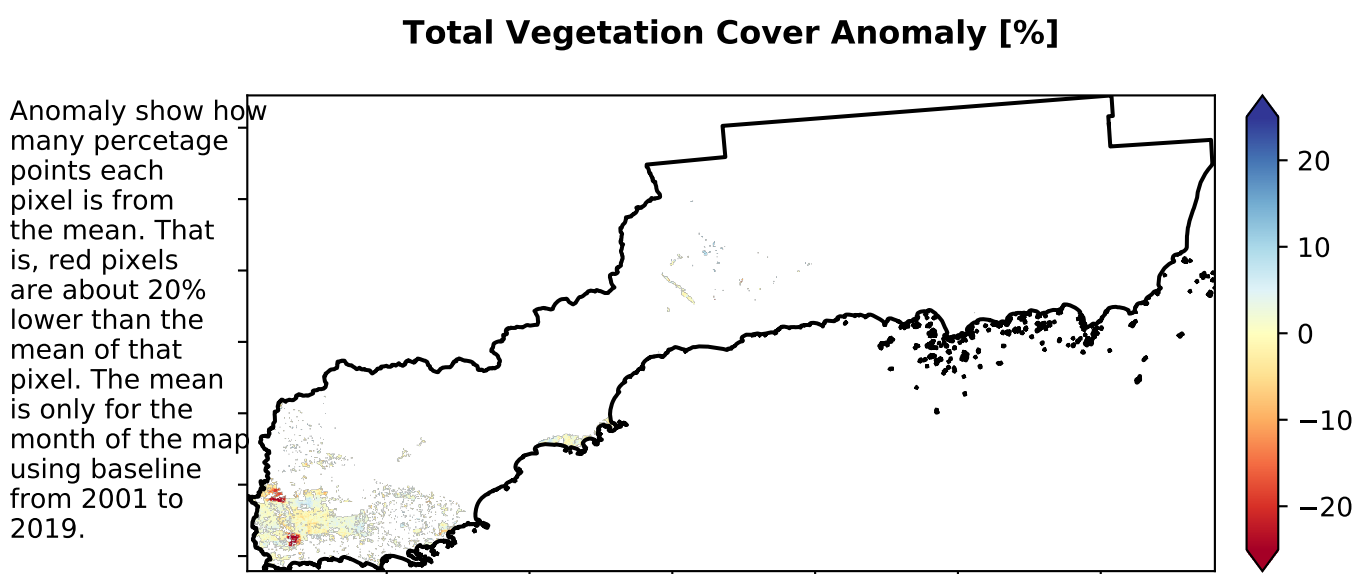 Total Vegetation Cover Anomaly [%]
Anomaly show how
many percetage
points each
pixel is from
the mean. That
is, red pixels
are about 20%
lower than the
mean of that
pixel. The mean
is only for the
month of the map
using baseline
from 2001 to
2019.
20
10
0
−10
−20